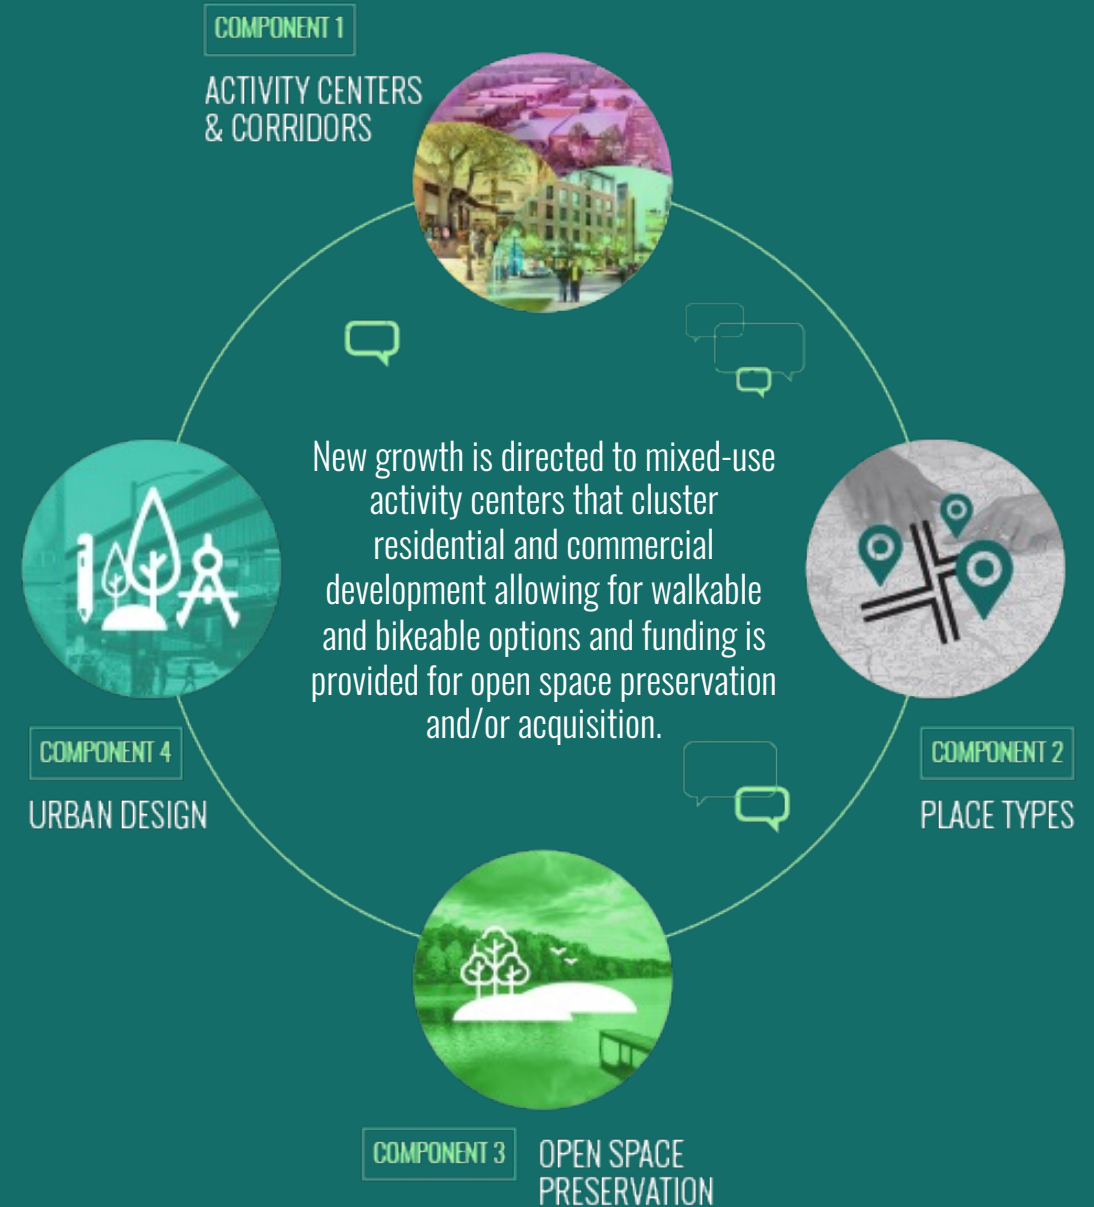 COMPONENT 1
ACTIVITY CENTERS
& CORRIDORS
New growth is directed to mixed-use
activity centers that cluster
residential and commercial
development allowing for walkable
and bikeable options and funding is
provided for open space preservation
and/or acquisition.
COMPONENT 4
URBAN DESIGN
COMPONENT 2
PLACE TYPES
COMPONENT 3
OPEN SPACE
PRESERVATION